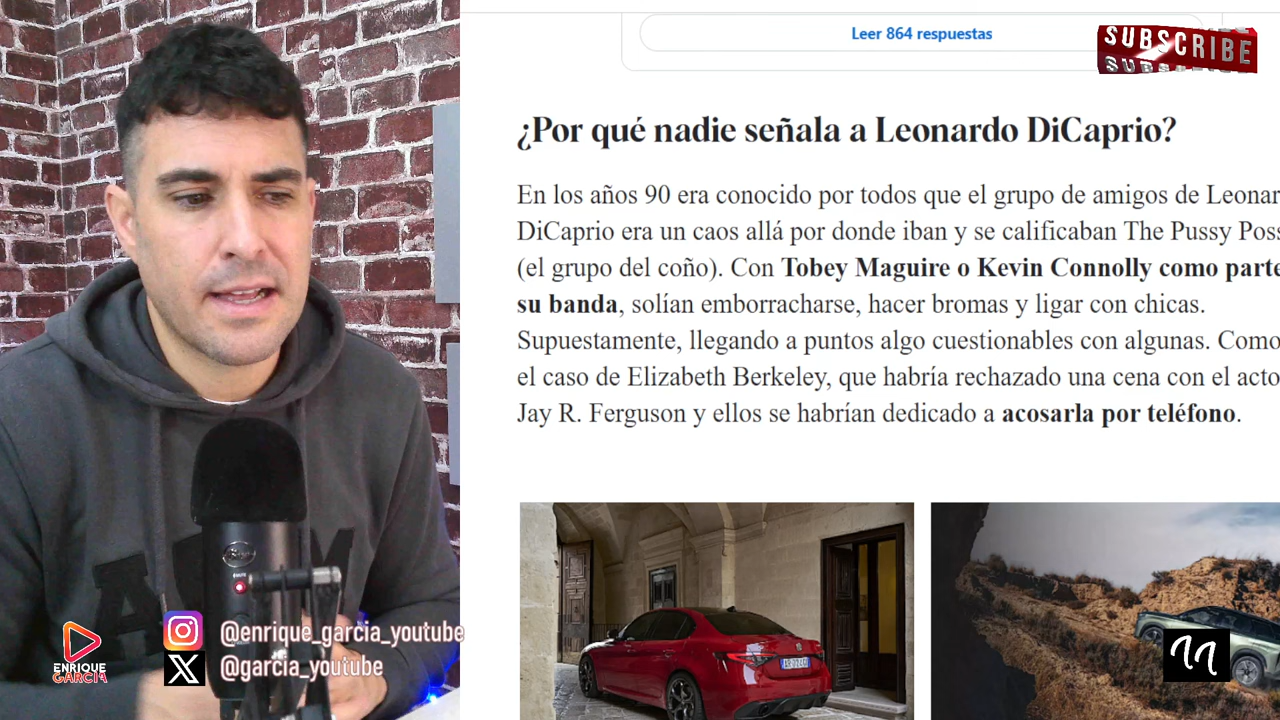 Leer 864 respuestas
SUBSCRIBE
¿Por qué nadie señala a Leonardo DiCaprio?
En los años 90 era conocido por todos que el grupo de amigos de Leonar
DiCaprio era un caos allá por donde iban y se calificaban The Pussy Poss
(el grupo del coño). Con Tobey Maguire o Kevin Connolly como parte
su banda, solían emborracharse, hacer bromas y ligar con chicas.
Supuestamente, llegando a puntos algo cuestionables con algunas. Como
el caso de Elizabeth Berkeley, que habría rechazado una cena con el acto
Jay R. Ferguson y ellos se habrían dedicado a acosarla por teléfono.
@enrique_garcia_youtube
@garcia_youtube
ENRIQUE
GARCIA